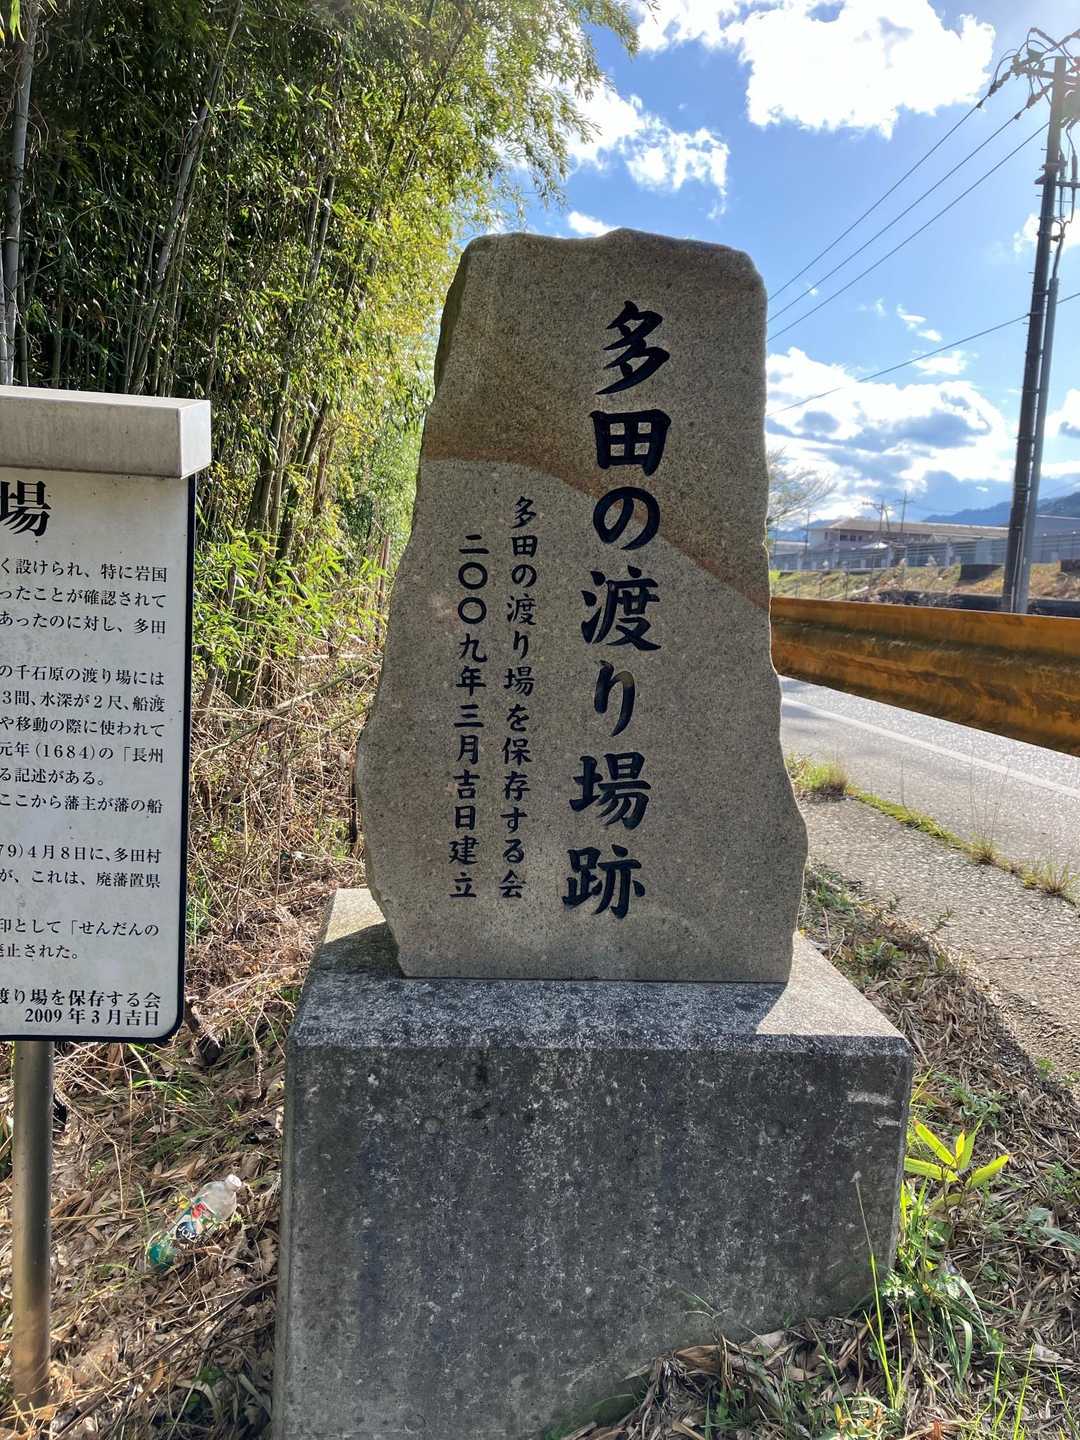 多田の渡り場跡
多田の渡り場を保存する会
二〇〇九年三月吉日建立
場
く設けられ、特に岩国
ったことが確認されて
あったのに対し、多田
の千石原の渡り場には
3間、水深が2尺、船渡
や移動の際に使われて
元年(1684)の「長州
る記述がある。
ここから藩主が藩の船
79)4月8日に、多田村
が、これは、廃藩置県
印として「せんだんの
廃止された。
渡り場を保存する会
2009年3月吉日